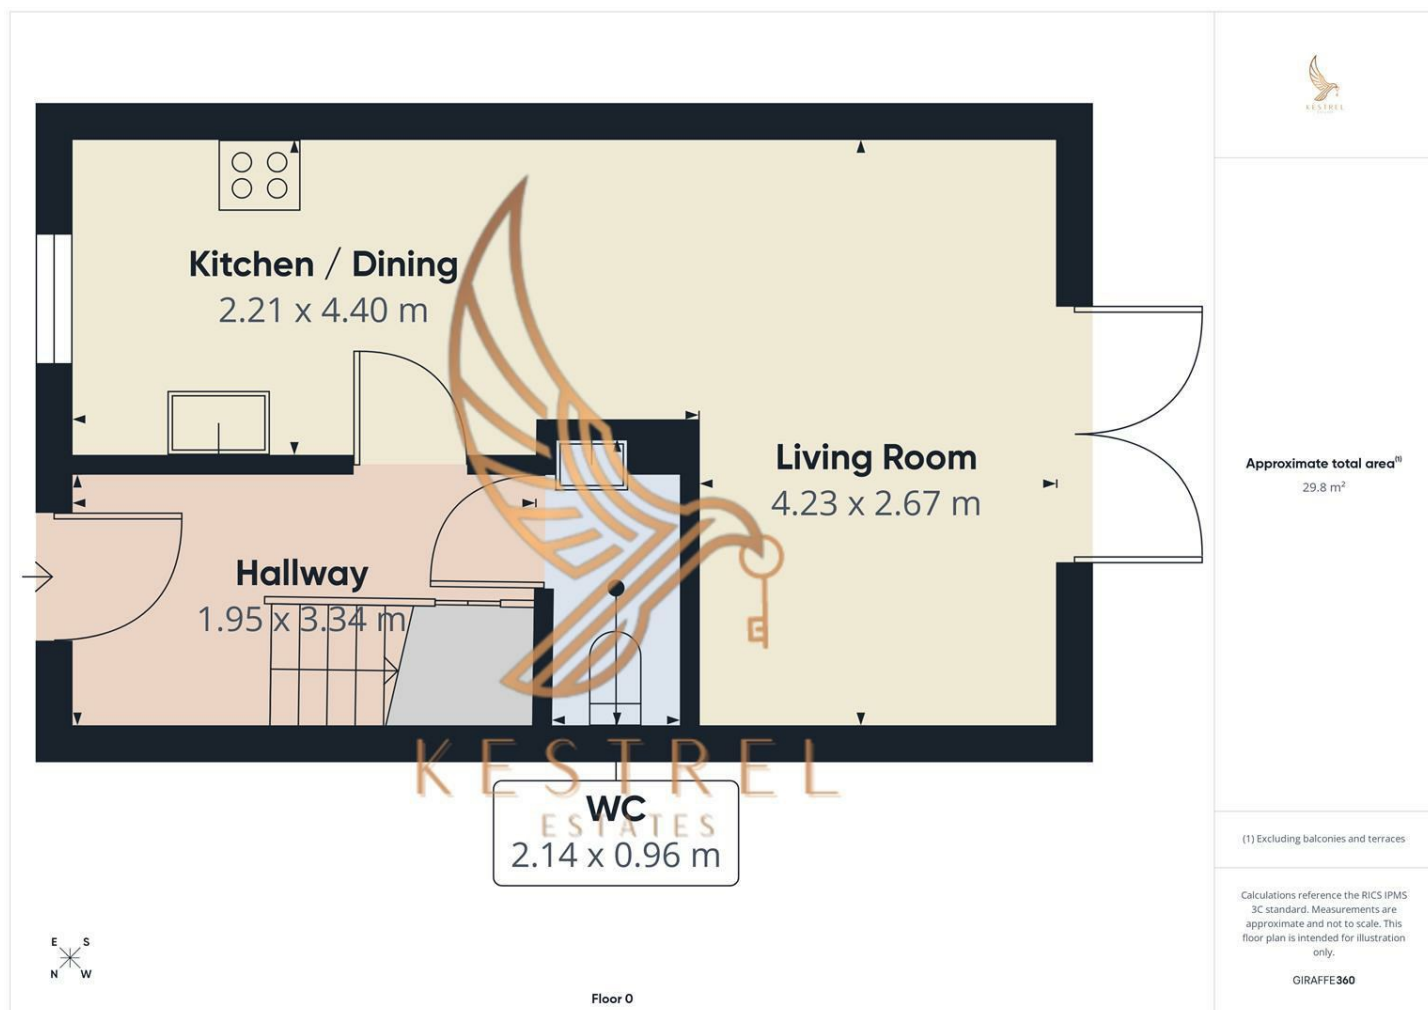 KESTREL
Kitchen / Dining
2.21 x 4.40 m
Living Room
4.23 x 2.67 m
Hallway
1.95 x 3.34 m
KESTREL
ESTATES
WC
2.14 x 0.96 m
E S
N W
Floor 0
Approximate total area(1)
29.8 m²
(1) Excluding balconies and terraces
Calculations reference the RICS IPMS
3C standard. Measurements are
approximate and not to scale. This
floor plan is intended for illustration
only.
GIRAFFE360